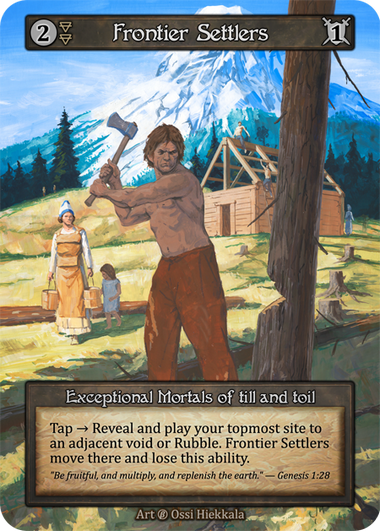 2 Frontier Settlers 1
Exceptional Mortals of till and toil
Tap → Reveal and play your topmost site to
an adjacent void or Rubble. Frontier Settlers
move there and lose this ability.
"Be fruitful, and multiply, and replenish the earth." — Genesis 1:28
Art @ Ossi Hiekkala